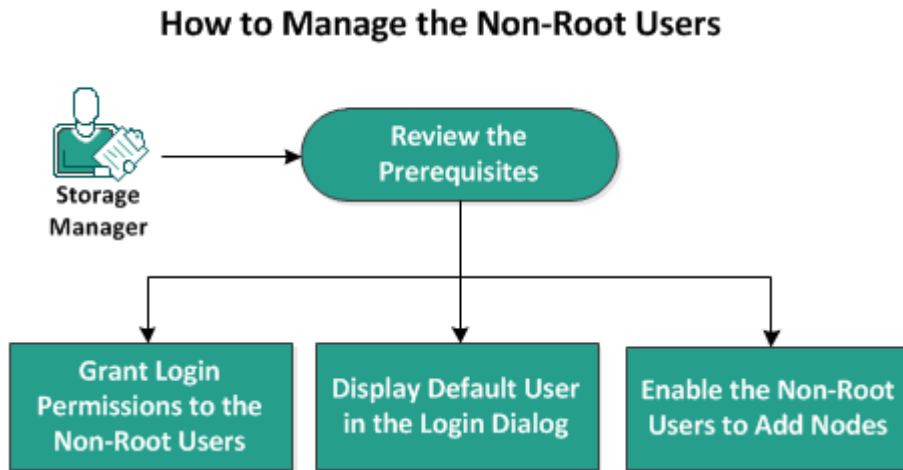 How to Manage the Non-Root Users
Review the
Prerequisites
Storage
Manager
Grant Login
Permissions to the
Non-Root Users
Display Default User
in the Login Dialog
Enable the Non-Root
Users to Add Nodes